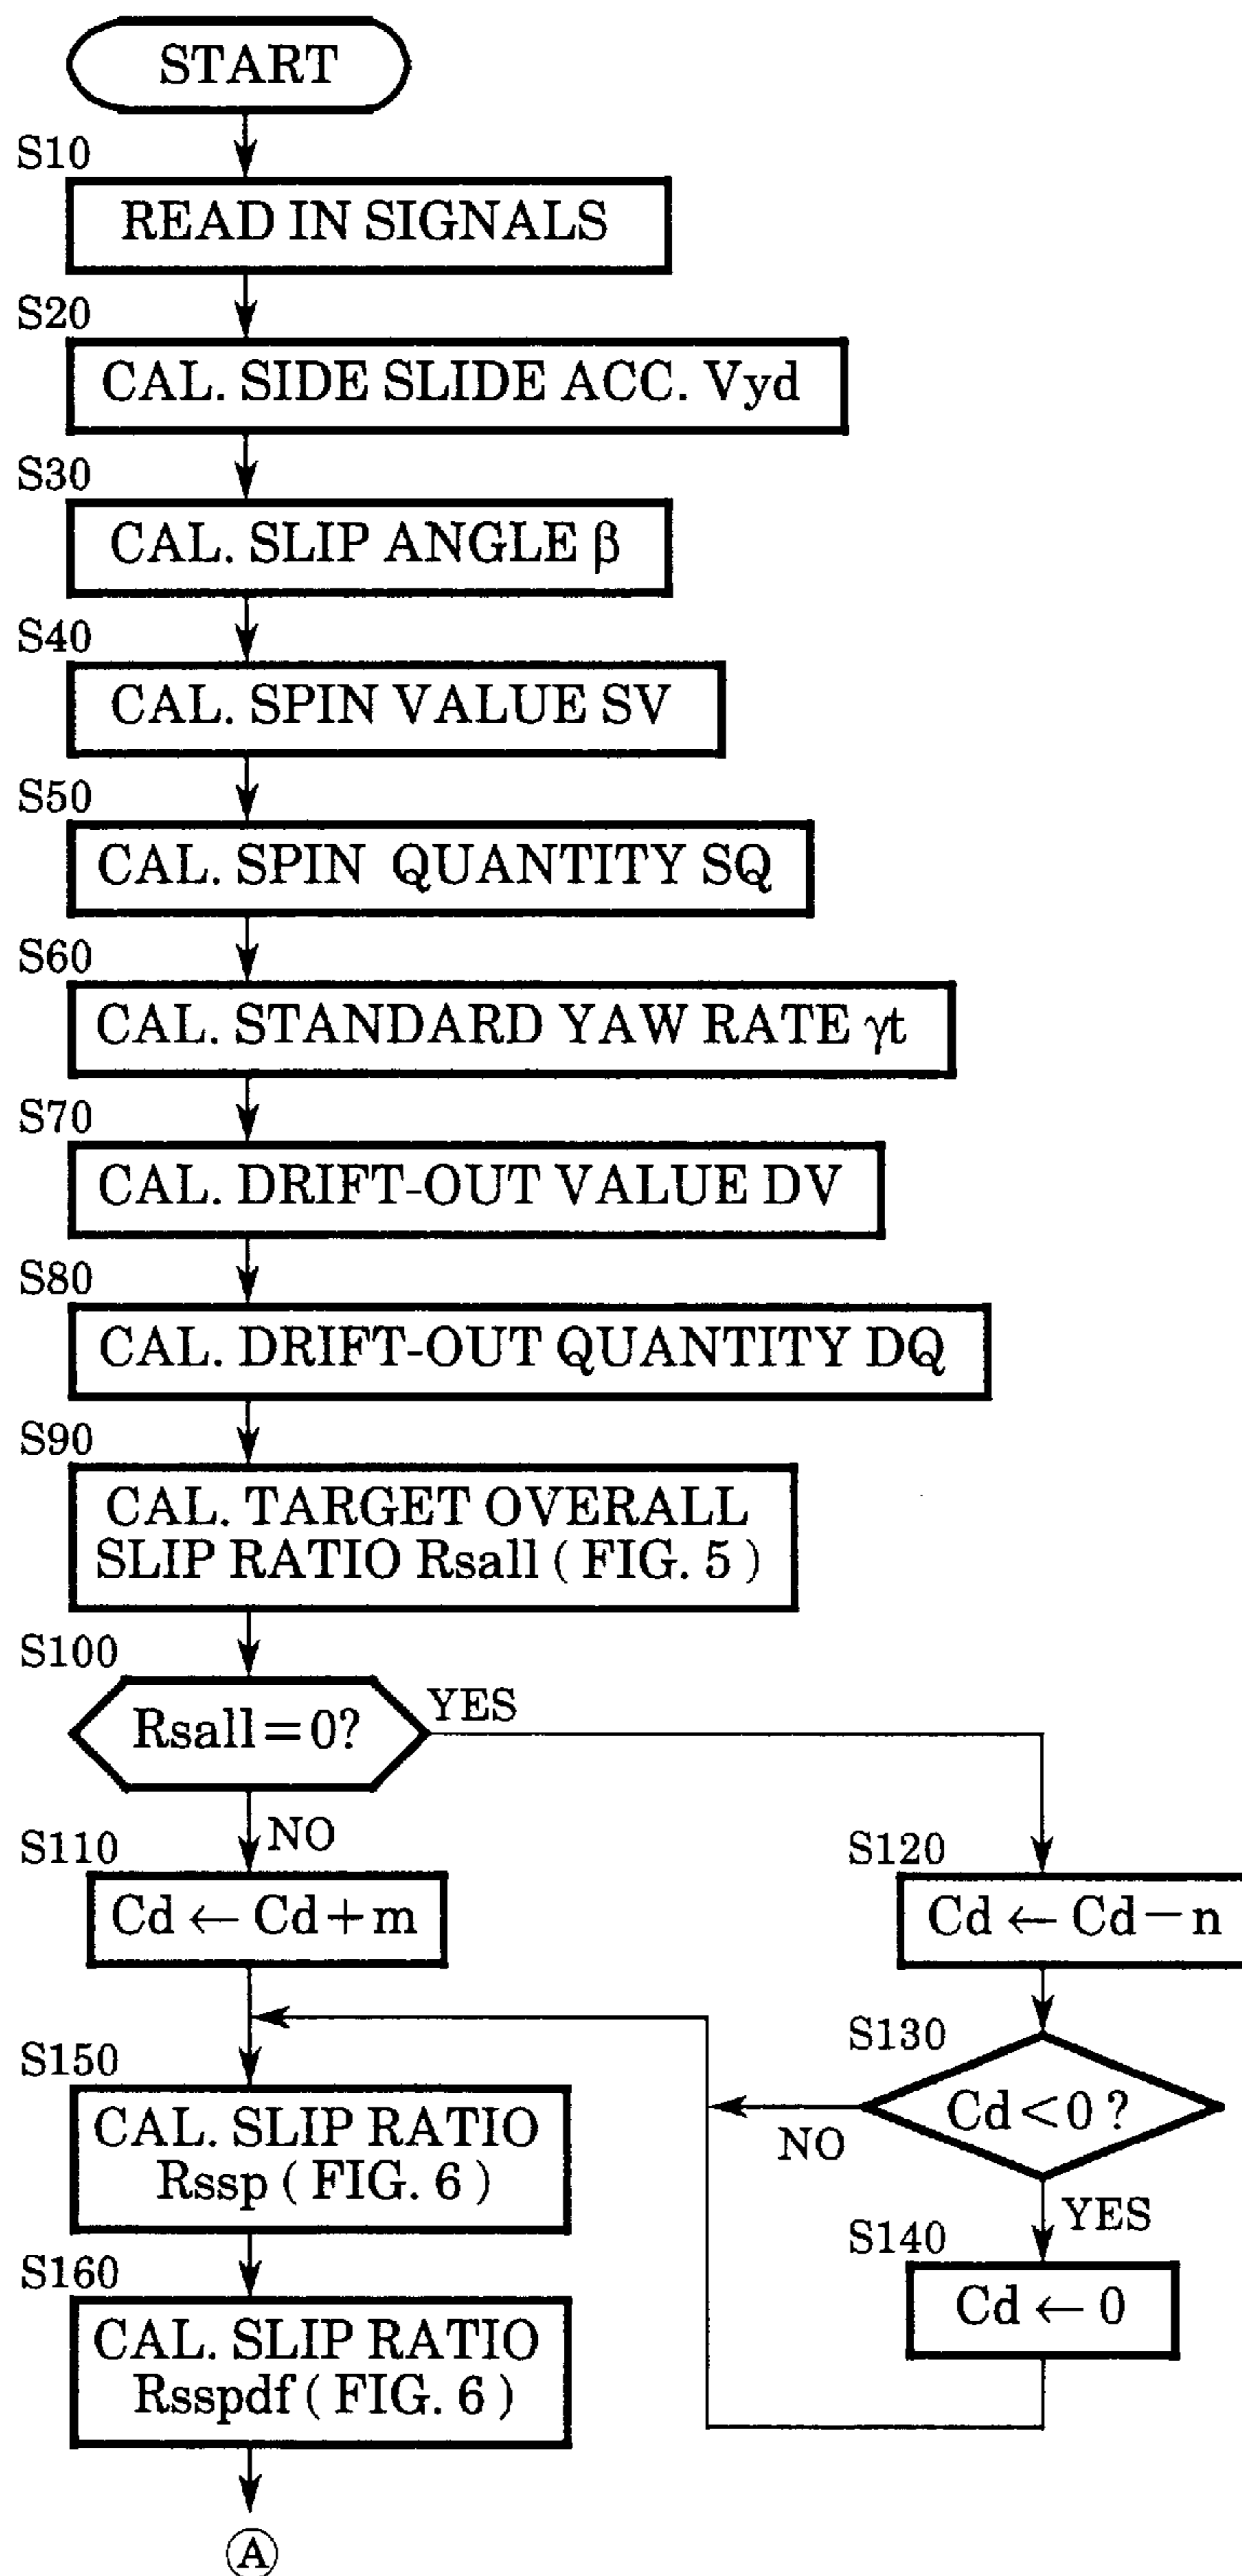 START
S10
READ IN SIGNALS
S20
CAL. SIDE SLIDE ACC. Vyd
S30
CAL. SLIP ANGLE β
S40
CAL. SPIN VALUE SV
S50
CAL. SPIN QUANTITY SQ
S60
CAL. STANDARD YAW RATE γt
S70
CAL. DRIFT-OUT VALUE DV
S80
CAL. DRIFT-OUT QUANTITY DQ
S90
CAL. TARGET OVERALL
SLIP RATIO Rsall ( FIG. 5 )
S100
Rsall=0?
YES
NO
S110
Cd ← Cd+m
S120
Cd ← Cd−n
S130
Cd<0 ?
NO
YES
S140
Cd ← 0
S150
CAL. SLIP RATIO
Rssp ( FIG. 6 )
S160
CAL. SLIP RATIO
Rsspdf ( FIG. 6 )
A